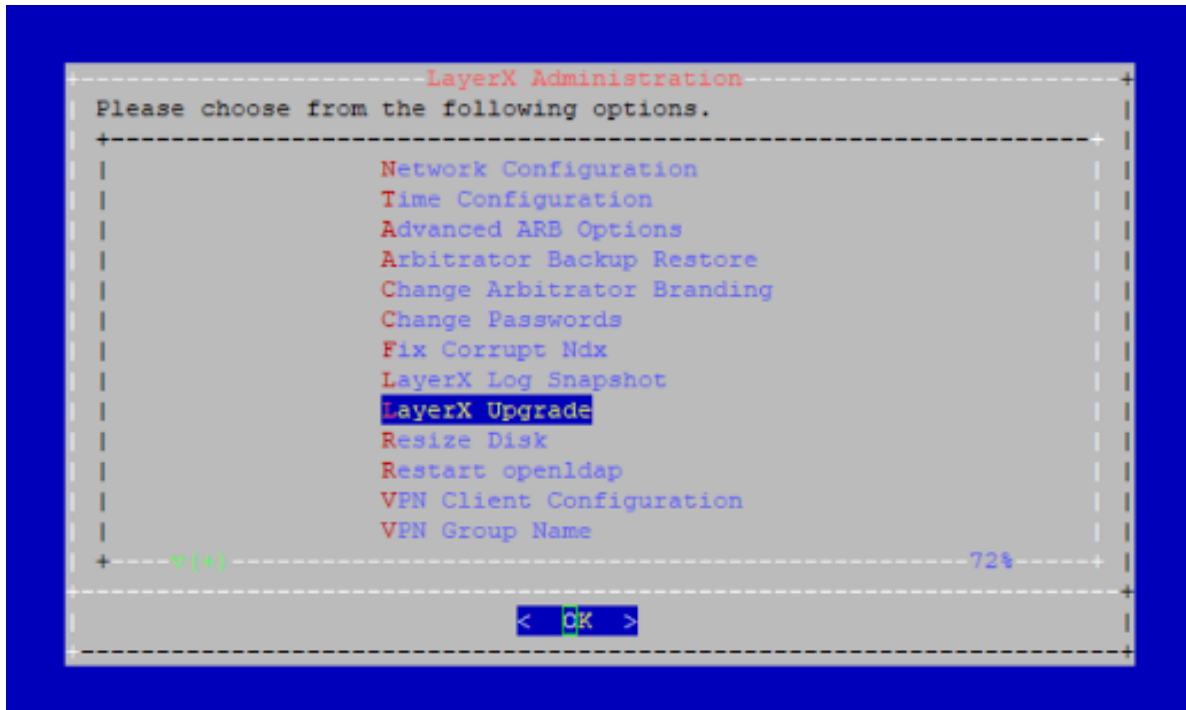 LayerX Administration
Please choose from the following options.
Network Configuration
Time Configuration
Advanced ARB Options
Arbitrator Backup Restore
Change Arbitrator Branding
Change Passwords
Fix Corrupt Ndx
LayerX Log Snapshot
LayerX Upgrade
Resize Disk
Restart openldap
VPN Client Configuration
VPN Group Name
(+) 72%
< OK >